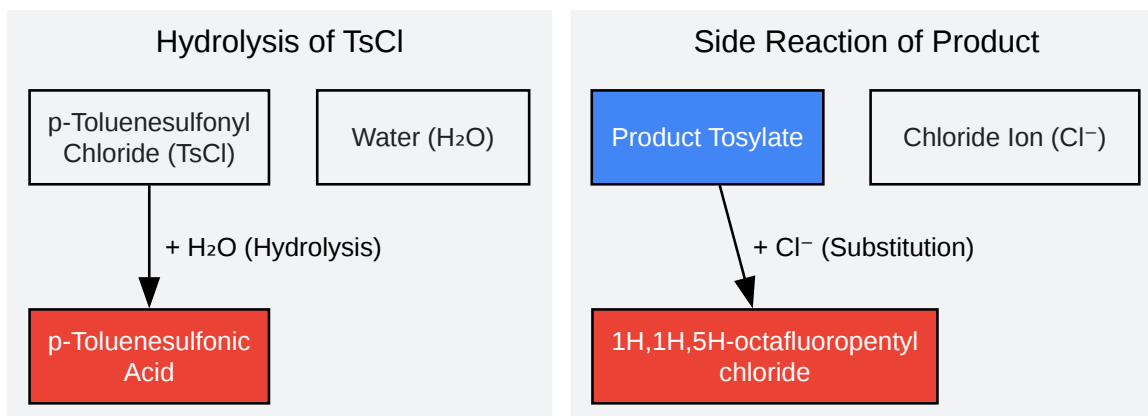 Hydrolysis of TsCl
p-Toluenesulfonyl
Chloride (TsCl)
Water (H₂O)
+ H₂O (Hydrolysis)
p-Toluenesulfonic
Acid
Side Reaction of Product
Product Tosylate
Chloride Ion (Cl⁻)
+ Cl⁻ (Substitution)
1H,1H,5H-octafluoropentyl
chloride